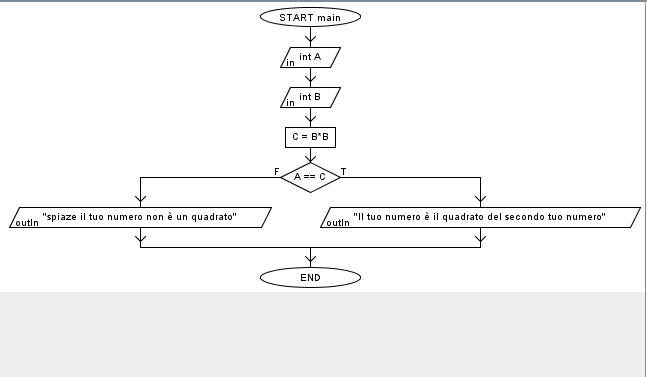 START main
int A
in
int B
in
C = B*B
F
A == C
T
"spiaze il tuo numero non è un quadrato"
outln
"Il tuo numero è il quadrato del secondo tuo numero"
outln
END